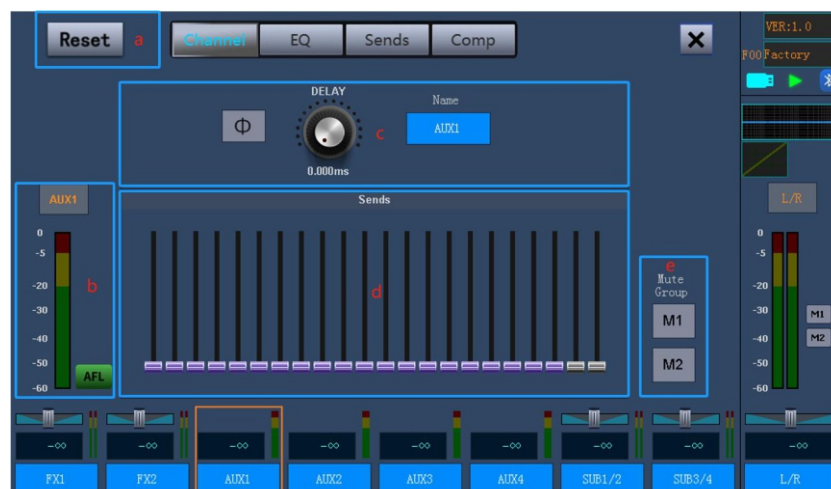 Reset a Channel EQ Sends Comp
VER:1.0
F00Factory
DELAY
Name
Φ
c
AUX1
0.000ms
AUX1
Sends
L/R
0
-5
-20
-30
-40
-50
-60
b
AFL
d
e
Mute
Group
M1
M2
0
-5
-20
-30
-40
-50
-60
M1
M2
-∞ -∞ -∞ -∞ -∞ -∞ -∞ -∞ -∞
FX1 FX2 AUX1 AUX2 AUX3 AUX4 SUB1/2 SUB3/4 L/R